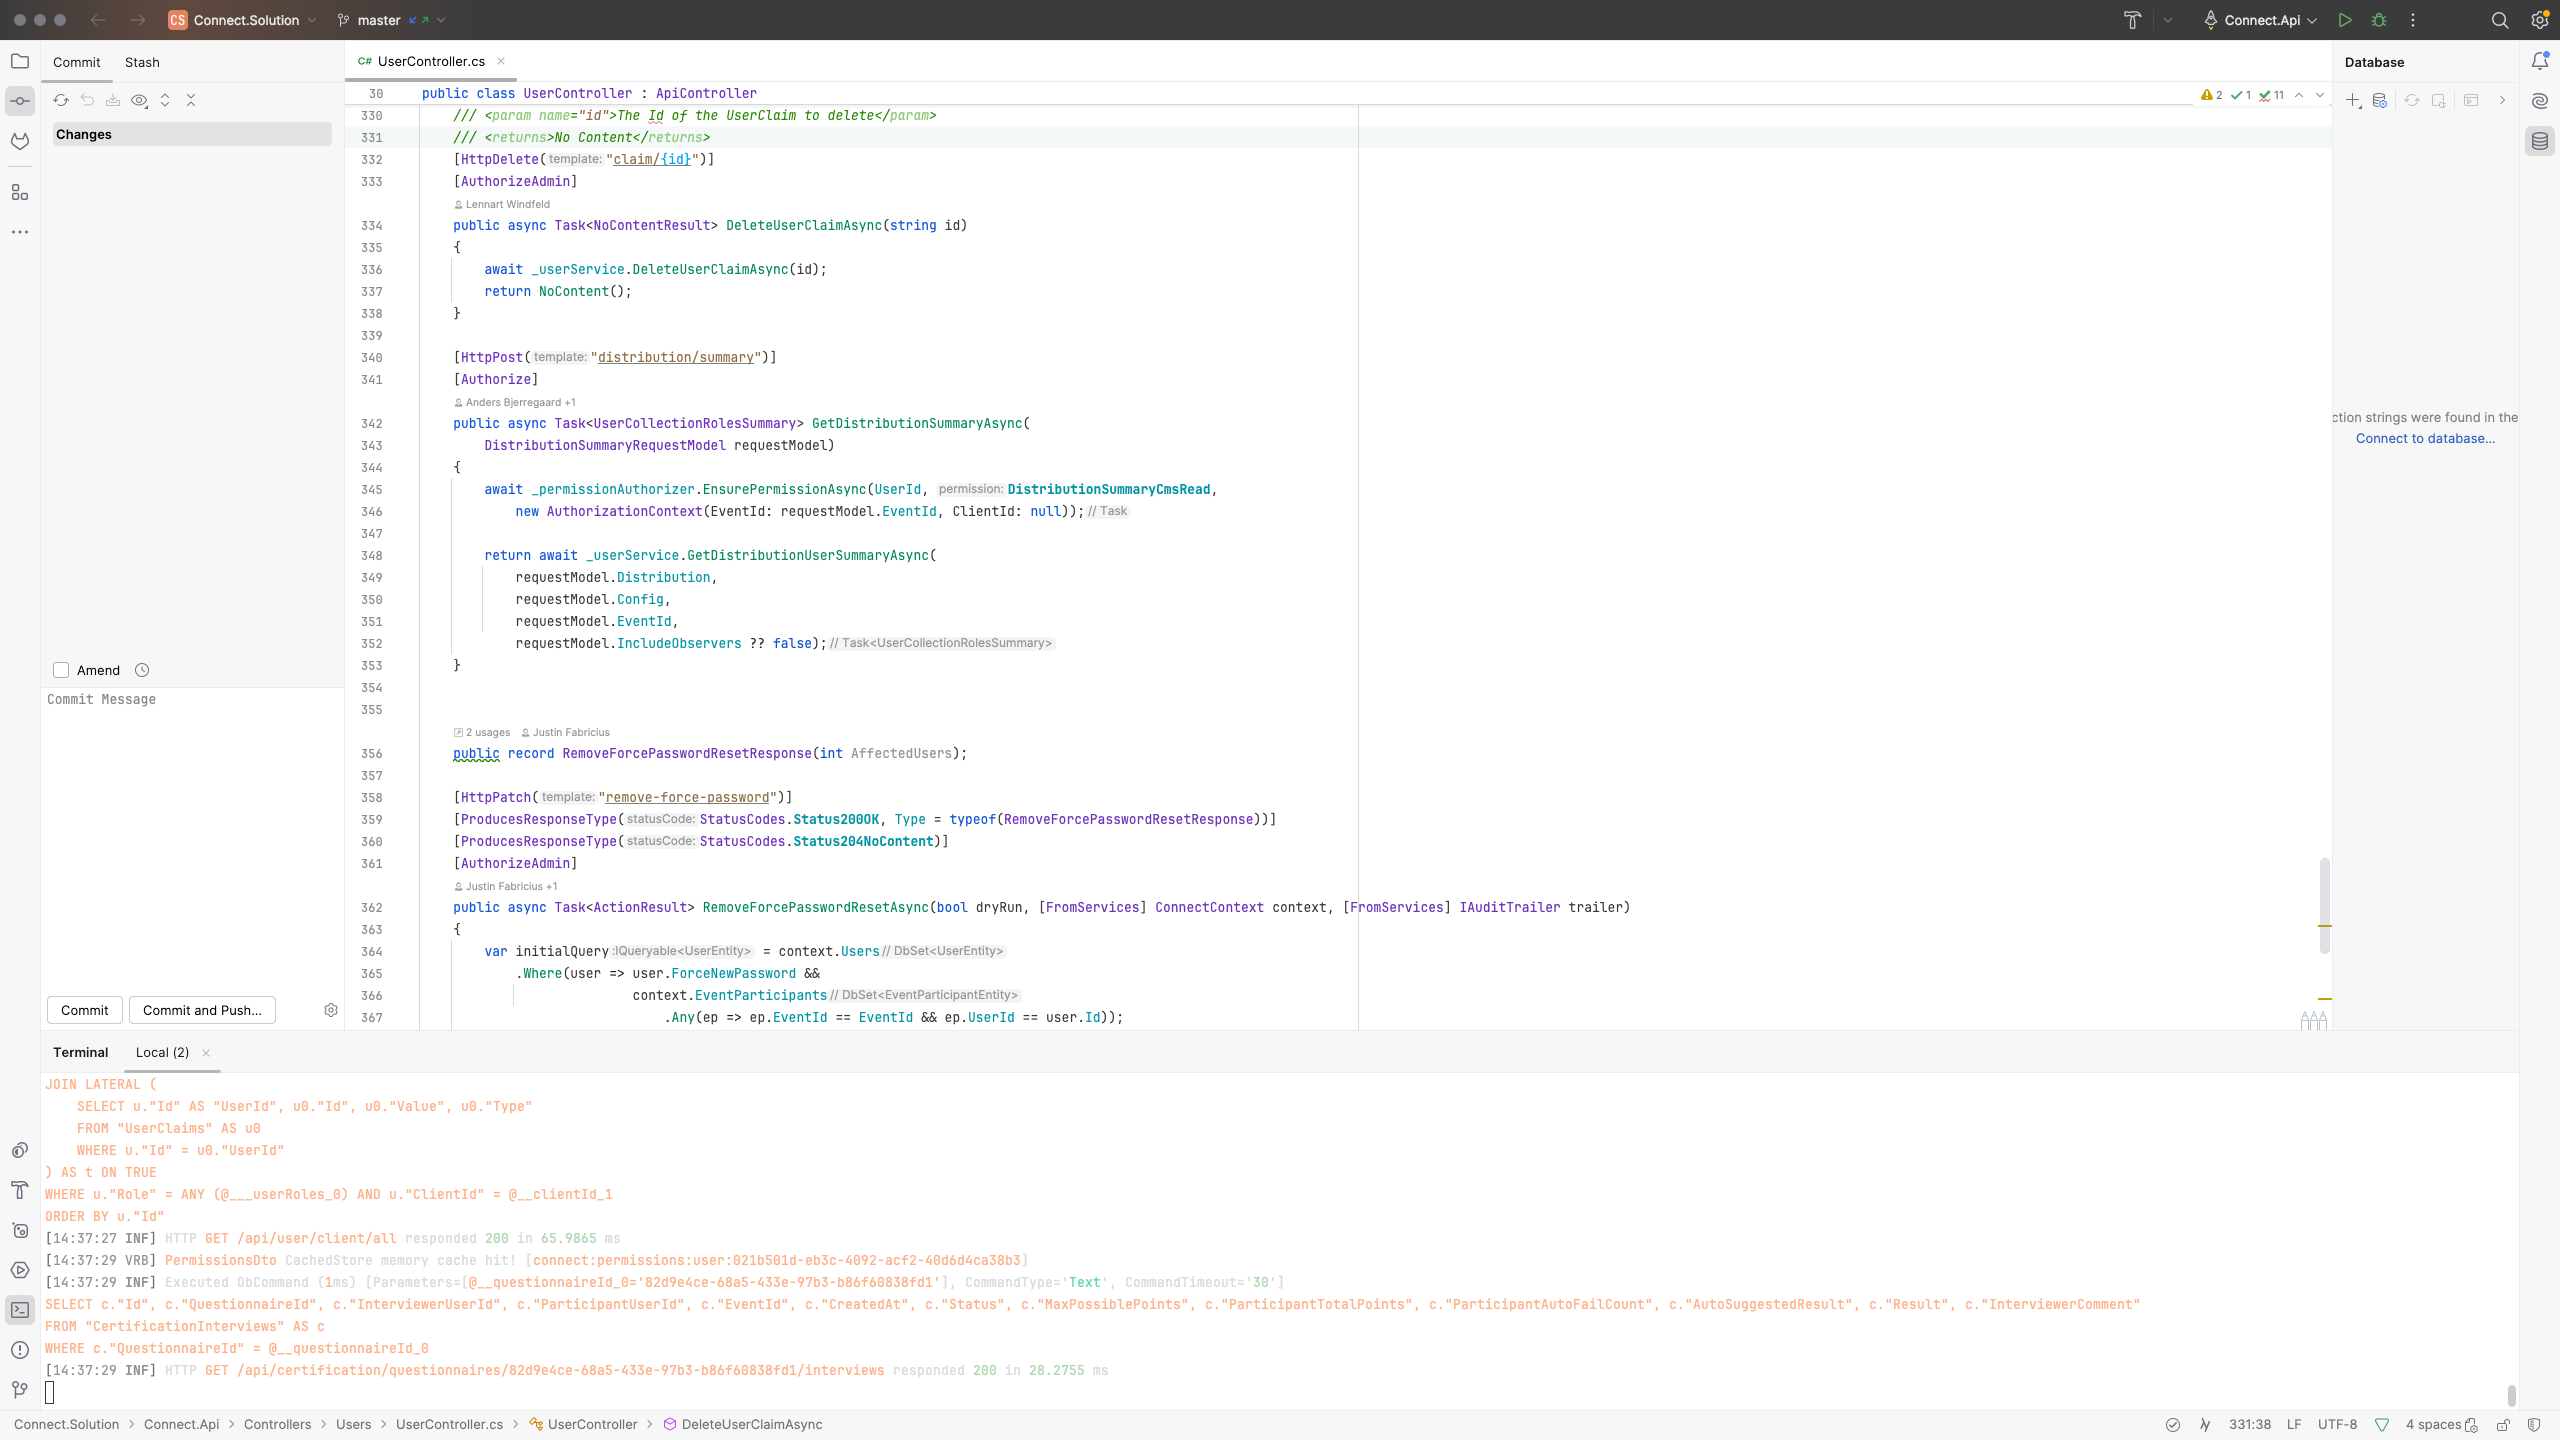 CS Connect.Solution master Connect.Api
Commit Stash
Changes
Amend
Commit Message
Commit Commit and Push...
C# UserController.cs
30 public class UserController : ApiController
2 1 11
330 /// <param name="id">The Id of the UserClaim to delete</param>
331 /// <returns>No Content</returns>
332 [HttpDelete( template: "claim/{id}")]
333 [AuthorizeAdmin]
Lennart Windfeld
334 public async Task<NoContentResult> DeleteUserClaimAsync(string id)
335 {
336 await _userService.DeleteUserClaimAsync(id);
337 return NoContent();
338 }
339
340 [HttpPost( template: "distribution/summary")]
341 [Authorize]
Anders Bjerregaard +1
342 public async Task<UserCollectionRolesSummary> GetDistributionSummaryAsync(
343 DistributionSummaryRequestModel requestModel)
344 {
345 await _permissionAuthorizer.EnsurePermissionAsync(UserId, permission: DistributionSummaryCmsRead,
346 new AuthorizationContext(EventId: requestModel.EventId, ClientId: null)); // Task
347
348 return await _userService.GetDistributionUserSummaryAsync(
349 requestModel.Distribution,
350 requestModel.Config,
351 requestModel.EventId,
352 requestModel.IncludeObservers ?? false); // Task<UserCollectionRolesSummary>
353 }
354
355
2 usages Justin Fabricius
356 public record RemoveForcePasswordResetResponse(int AffectedUsers);
357
358 [HttpPatch( template: "remove-force-password")]
359 [ProducesResponseType( statusCode: StatusCodes.Status200OK, Type = typeof(RemoveForcePasswordResetResponse))]
360 [ProducesResponseType( statusCode: StatusCodes.Status204NoContent)]
361 [AuthorizeAdmin]
Justin Fabricius +1
362 public async Task<ActionResult> RemoveForcePasswordResetAsync(bool dryRun, [FromServices] ConnectContext context, [FromServices] IAuditTrailer trailer)
363 {
364 var initialQuery :IQueryable<UserEntity> = context.Users // DbSet<UserEntity>
365 .Where(user => user.ForceNewPassword &&
366 context.EventParticipants // DbSet<EventParticipantEntity>
367 .Any(ep => ep.EventId == EventId && ep.UserId == user.Id));
Database
ction strings were found in the
Connect to database...
Terminal Local (2)
JOIN LATERAL (
SELECT u."Id" AS "UserId", u0."Id", u0."Value", u0."Type"
FROM "UserClaims" AS u0
WHERE u."Id" = u0."UserId"
) AS t ON TRUE
WHERE u."Role" = ANY (@___userRoles_0) AND u."ClientId" = @__clientId_1
ORDER BY u."Id"
[14:37:27 INF] HTTP GET /api/user/client/all responded 200 in 65.9865 ms
[14:37:29 VRB] PermissionsDto CachedStore memory cache hit! [connect:permissions:user:021b501d-eb3c-4092-acf2-40d6d4ca38b3]
[14:37:29 INF] Executed DbCommand (1ms) [Parameters=[@__questionnaireId_0='82d9e4ce-68a5-433e-97b3-b86f60838fd1'], CommandType='Text', CommandTimeout='30']
SELECT c."Id", c."QuestionnaireId", c."InterviewerUserId", c."ParticipantUserId", c."EventId", c."CreatedAt", c."Status", c."MaxPossiblePoints", c."ParticipantTotalPoints", c."ParticipantAutoFailCount", c."AutoSuggestedResult", c."Result", c."InterviewerComment"
FROM "CertificationInterviews" AS c
WHERE c."QuestionnaireId" = @__questionnaireId_0
[14:37:29 INF] HTTP GET /api/certification/questionnaires/82d9e4ce-68a5-433e-97b3-b86f60838fd1/interviews responded 200 in 28.2755 ms
Connect.Solution > Connect.Api > Controllers > Users > UserController.cs > UserController > DeleteUserClaimAsync 331:38 LF UTF-8 4 spaces